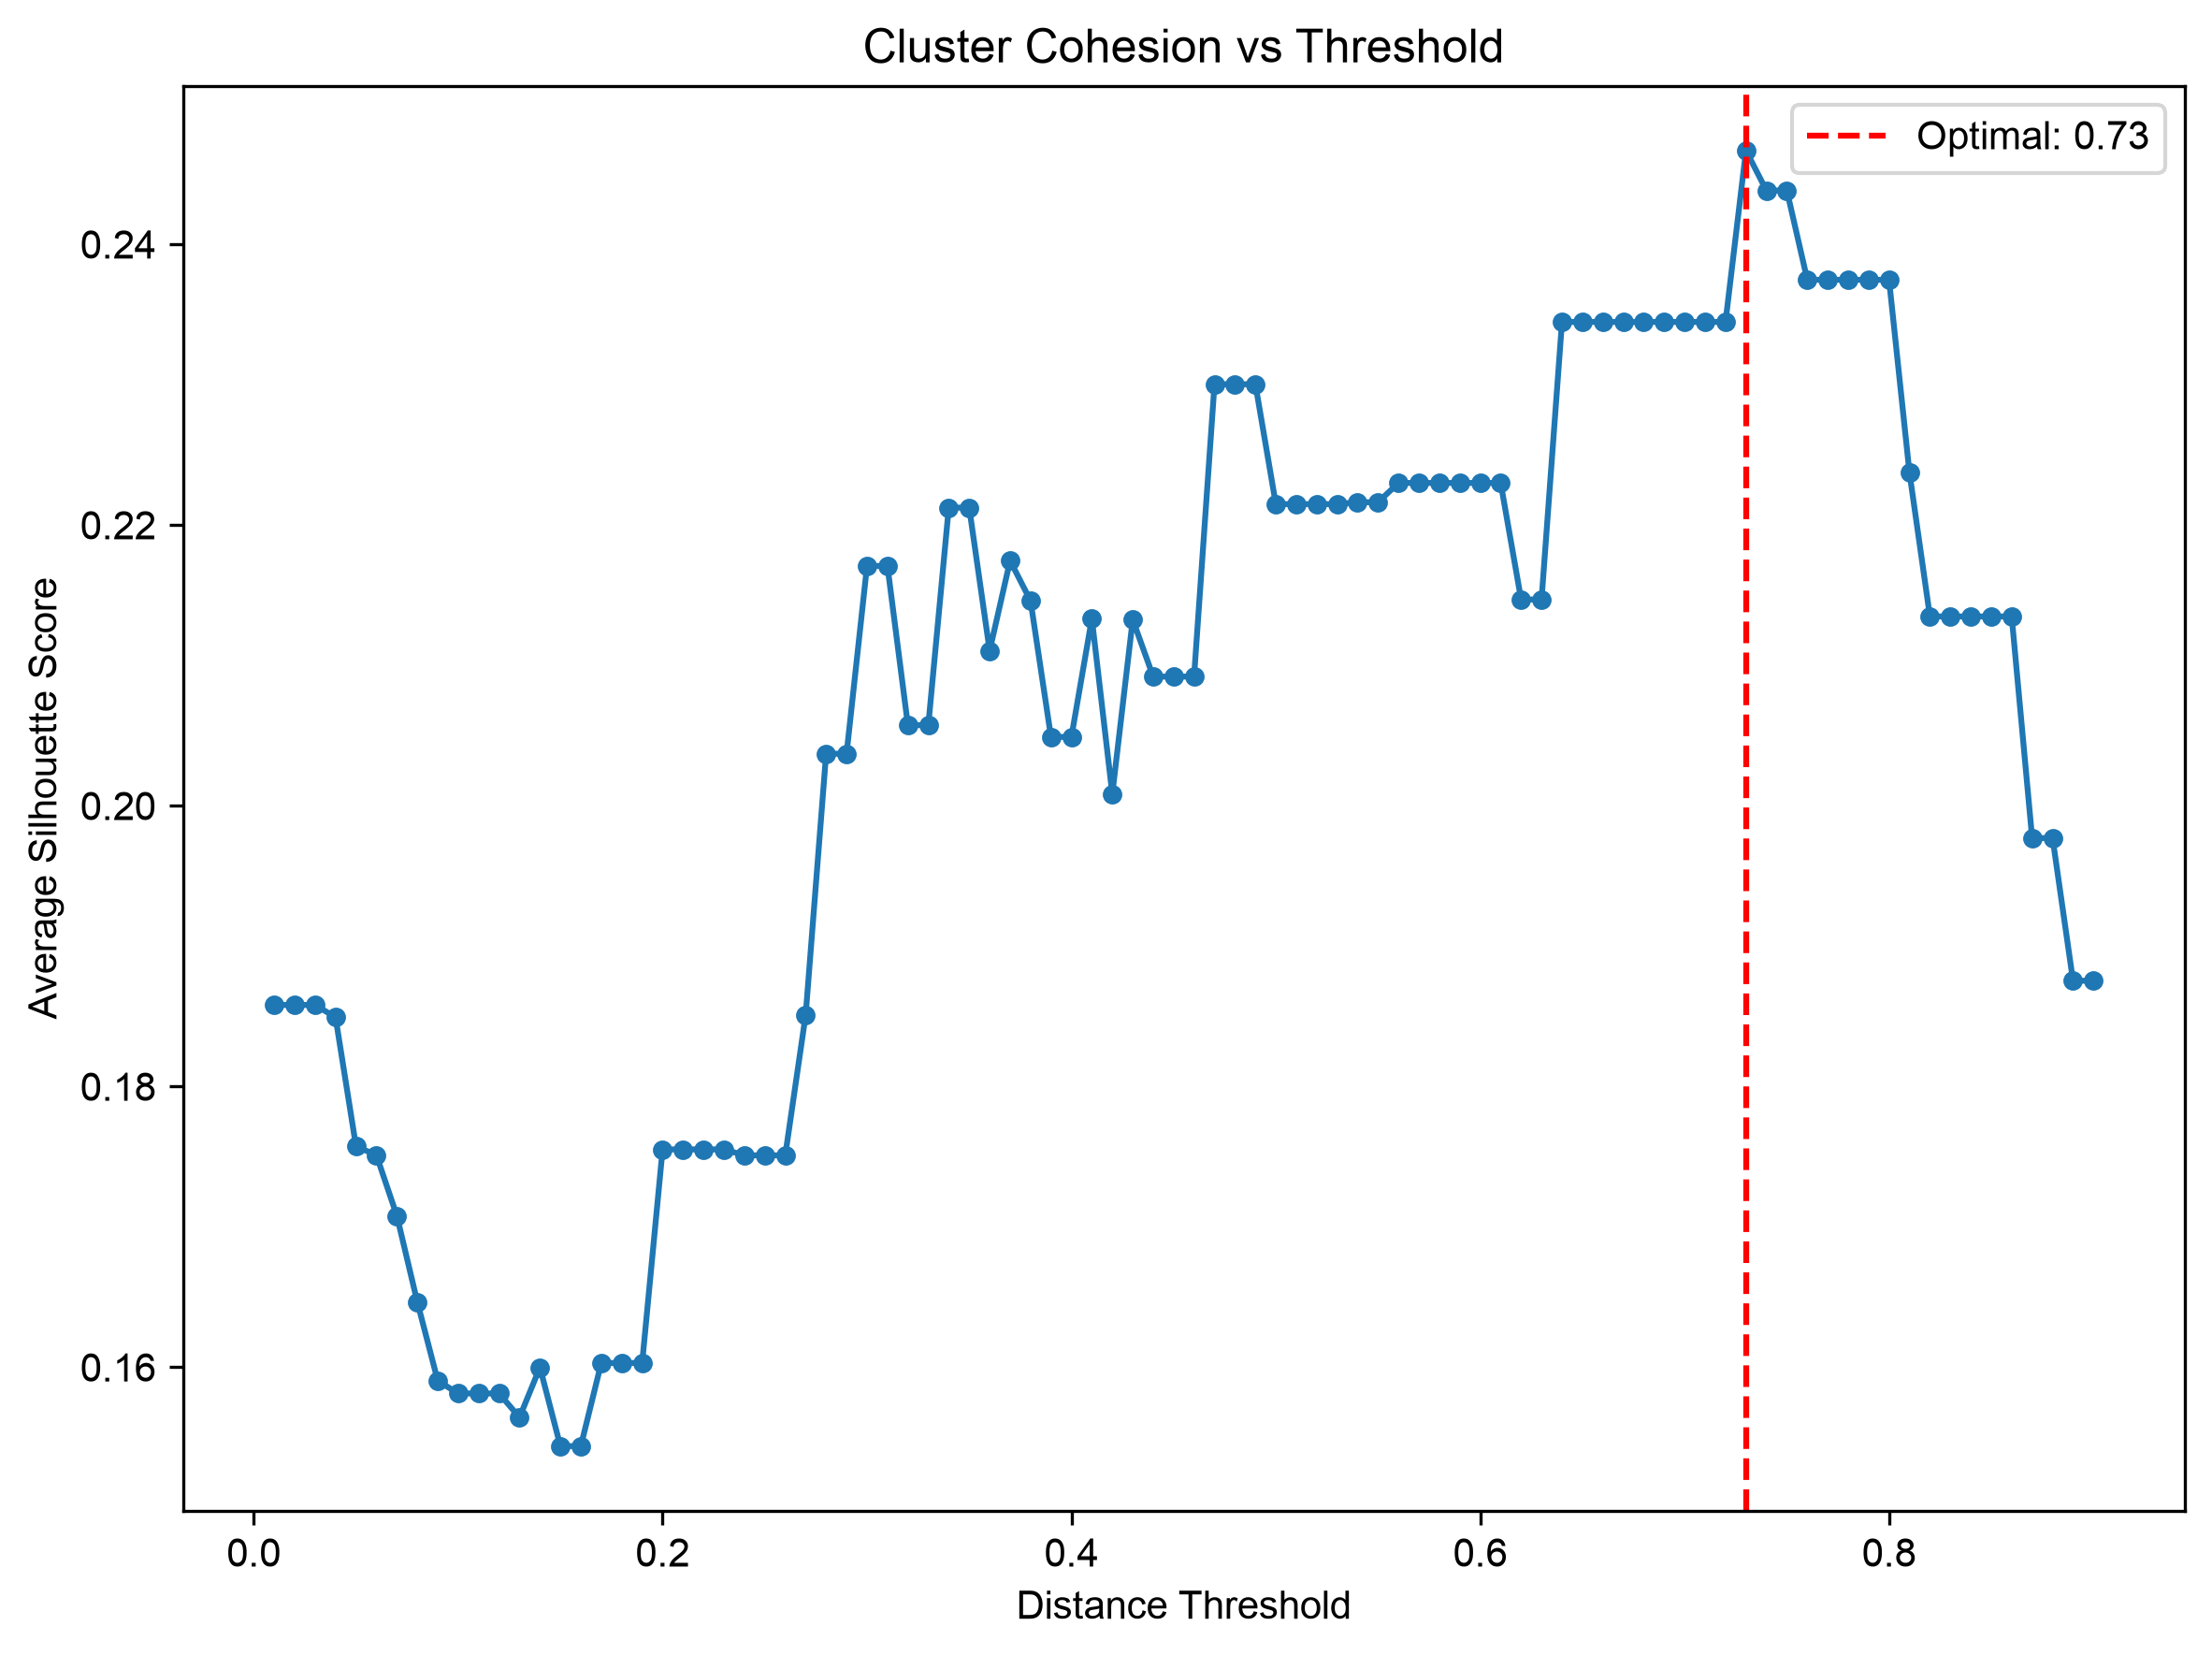 Cluster Cohesion vs Threshold
Optimal: 0.73
Average Silhouette Score
0.24
0.22
0.20
0.18
0.16
0.0 0.2 0.4 0.6 0.8
Distance Threshold